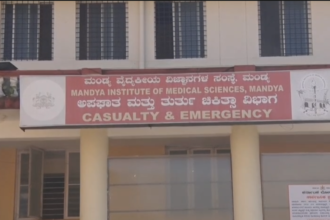 ಮಂಡ್ಯ ವೈದ್ಯಕೀಯ ವಿಜ್ಞಾನಗಳ ಸಂಸ್ಥೆ, ಮಂಡ್ಯ
MANDYA INSTITUTE OF MEDICAL SCIENCES, MANDYA
ಅಪಘಾತ ಮತ್ತು ತುರ್ತು ಚಿಕಿತ್ಸಾ ವಿಭಾಗ
CASUALTY & EMERGENCY